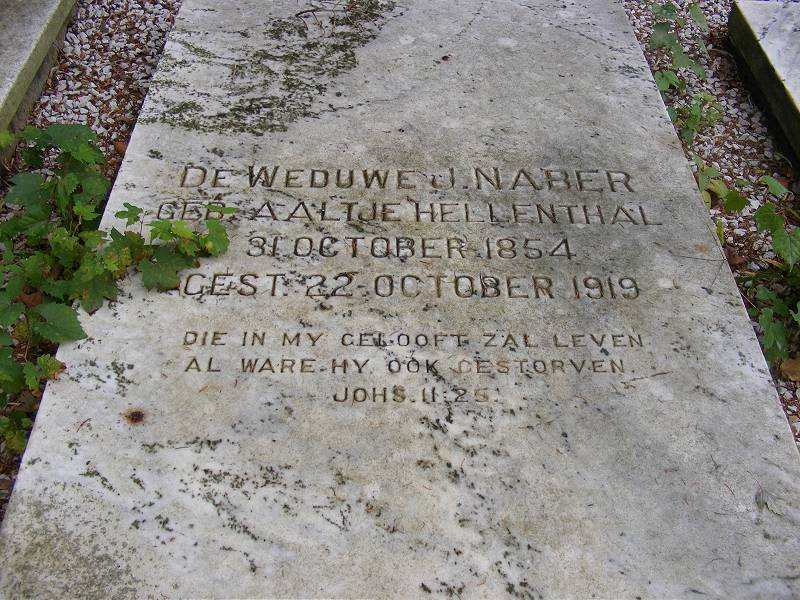 DE WEDUWE J. NABER
GEB. AALTJE HELLENTHAL
31 OCTOBER 1854
GEST. 22 OCTOBER 1919
DIE IN MY GELOOFT ZAL LEVEN
AL WARE HY OOK GESTORVEN.
JOHS. 11:25.